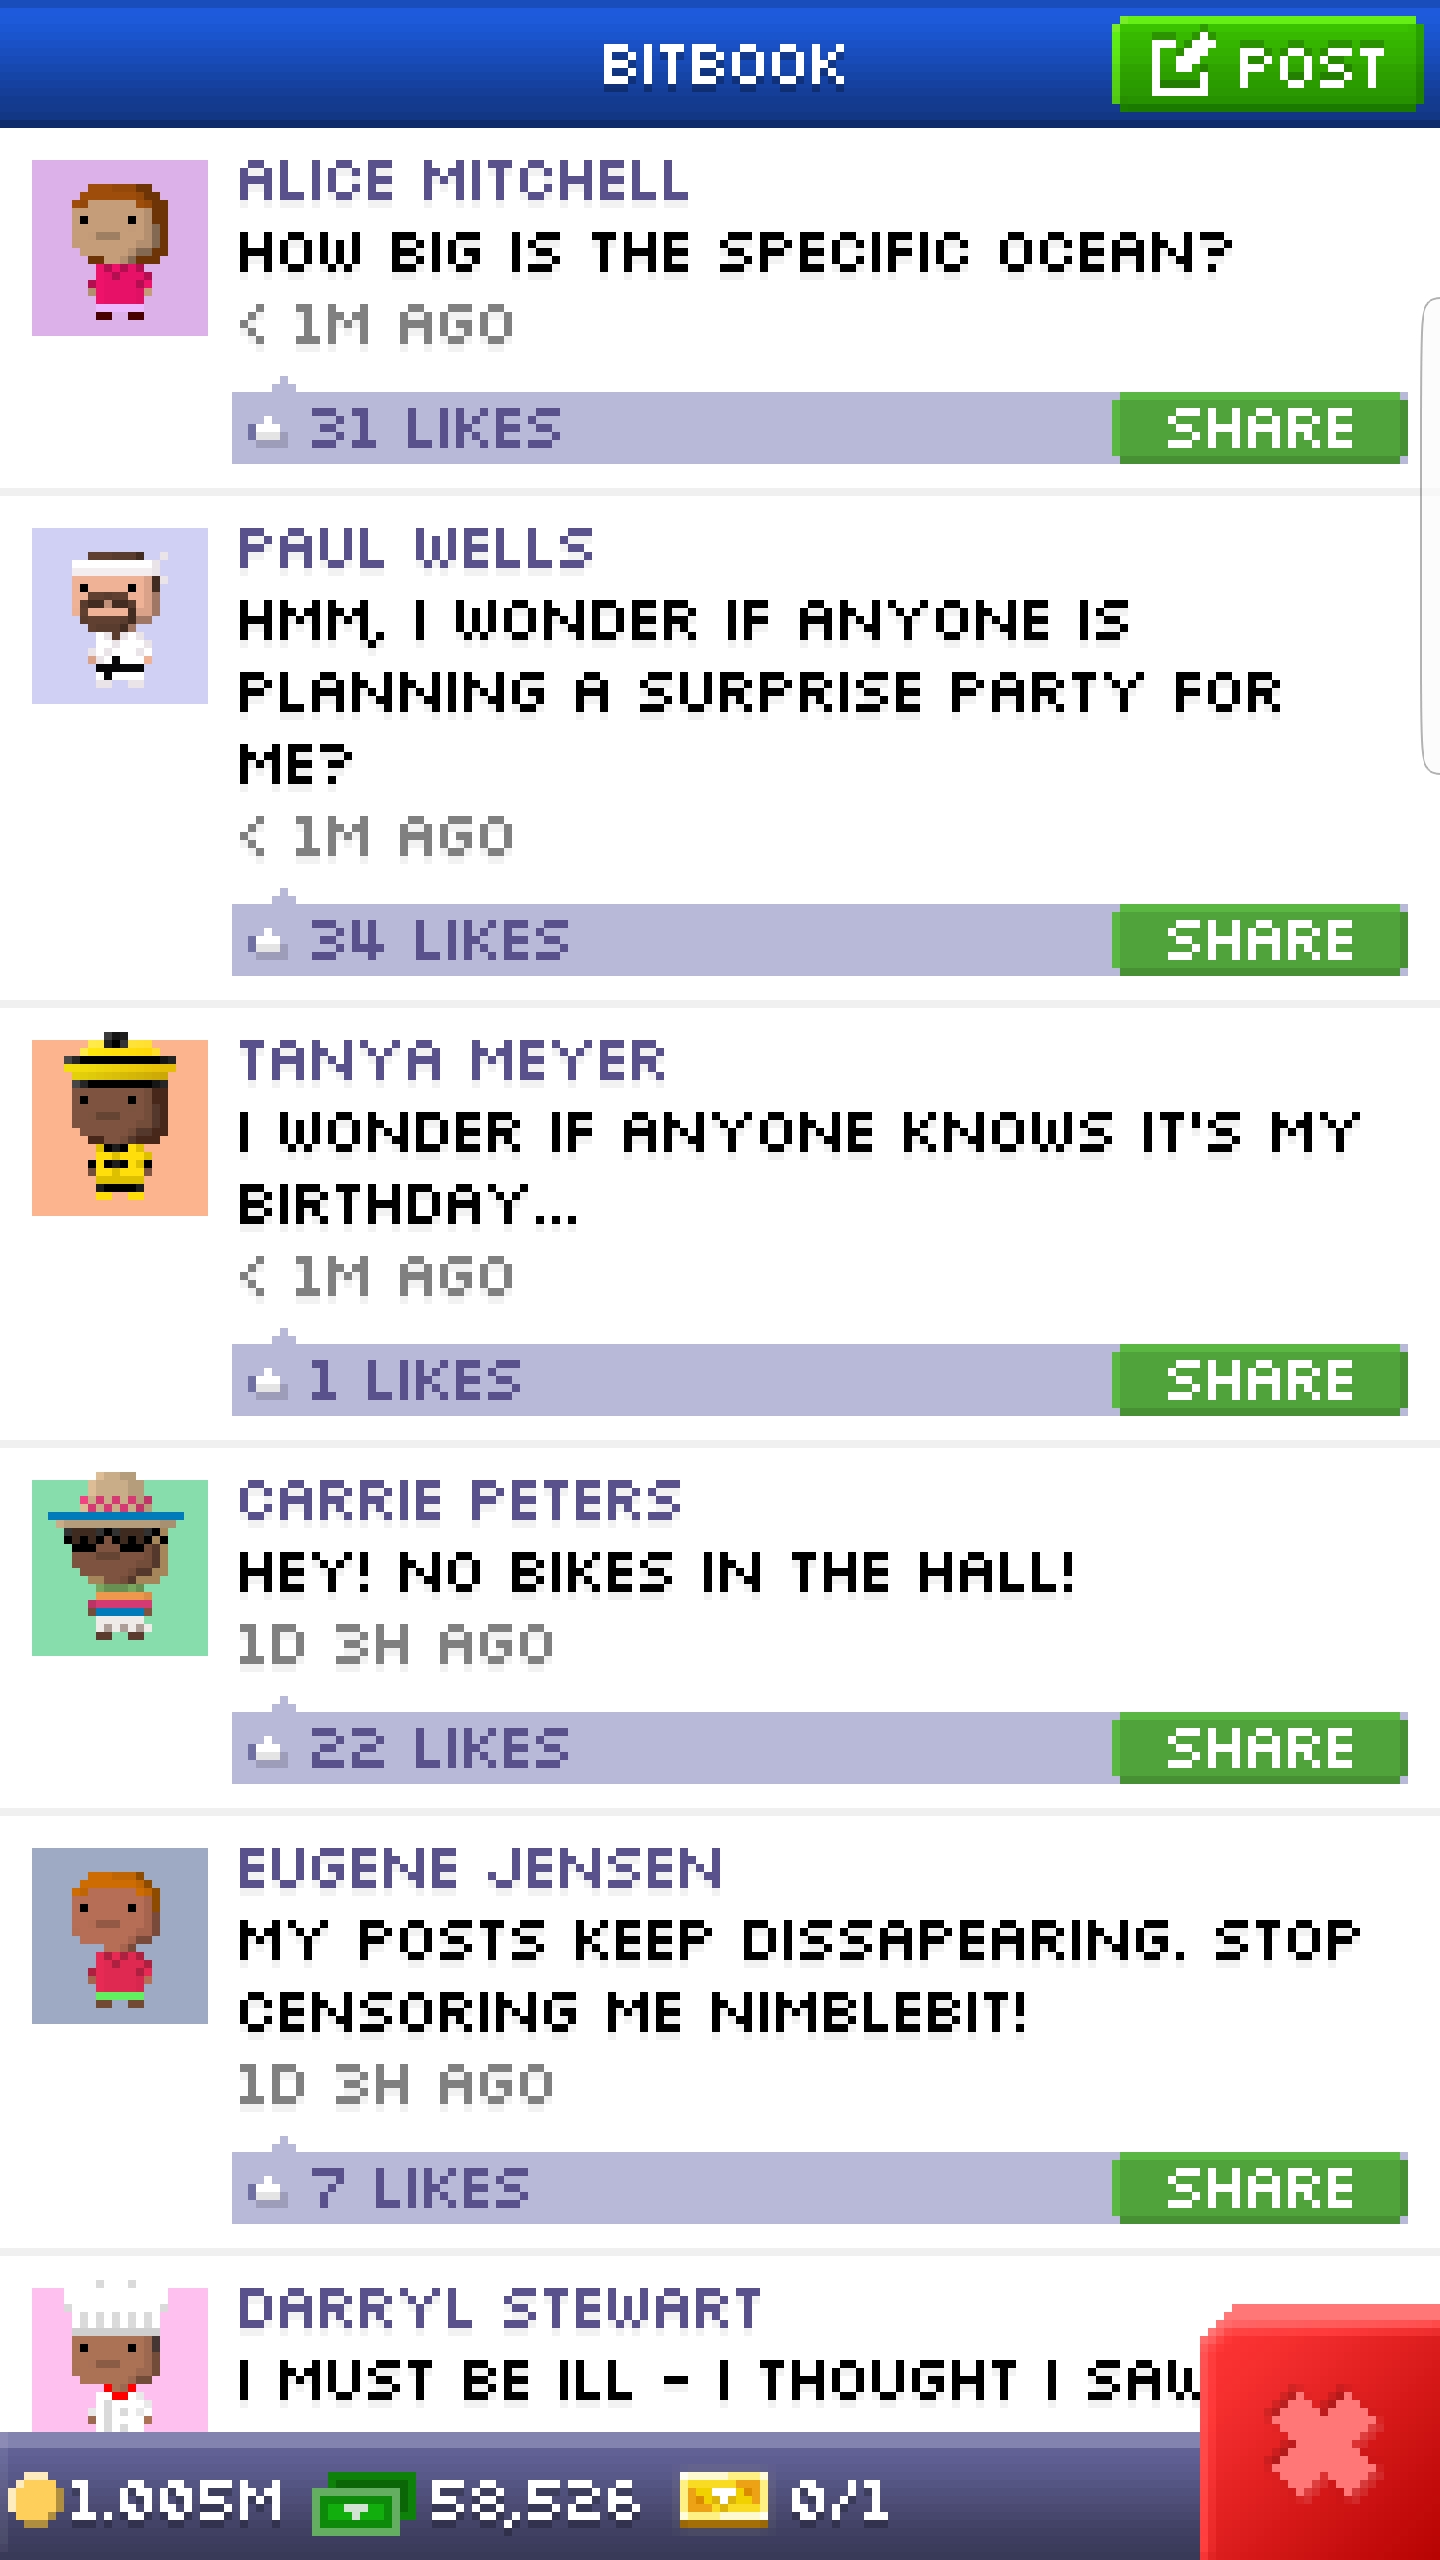 BITBOOK
POST
ALICE MITCHELL
HOW BIG IS THE SPECIFIC OCEAN?
< 1M AGO
31 LIKES
SHARE
PAUL WELLS
HMM, I WONDER IF ANYONE IS
PLANNING A SURPRISE PARTY FOR
ME?
< 1M AGO
34 LIKES
SHARE
TANYA MEYER
I WONDER IF ANYONE KNOWS IT'S MY
BIRTHDAY...
< 1M AGO
1 LIKES
SHARE
CARRIE PETERS
HEY! NO BIKES IN THE HALL!
1D 3H AGO
22 LIKES
SHARE
EUGENE JENSEN
MY POSTS KEEP DISSAPEARING. STOP
CENSORING ME NIMBLEBIT!
1D 3H AGO
7 LIKES
SHARE
DARRYL STEWART
I MUST BE ILL - I THOUGHT I SAW
1.005M 58,526 0/1